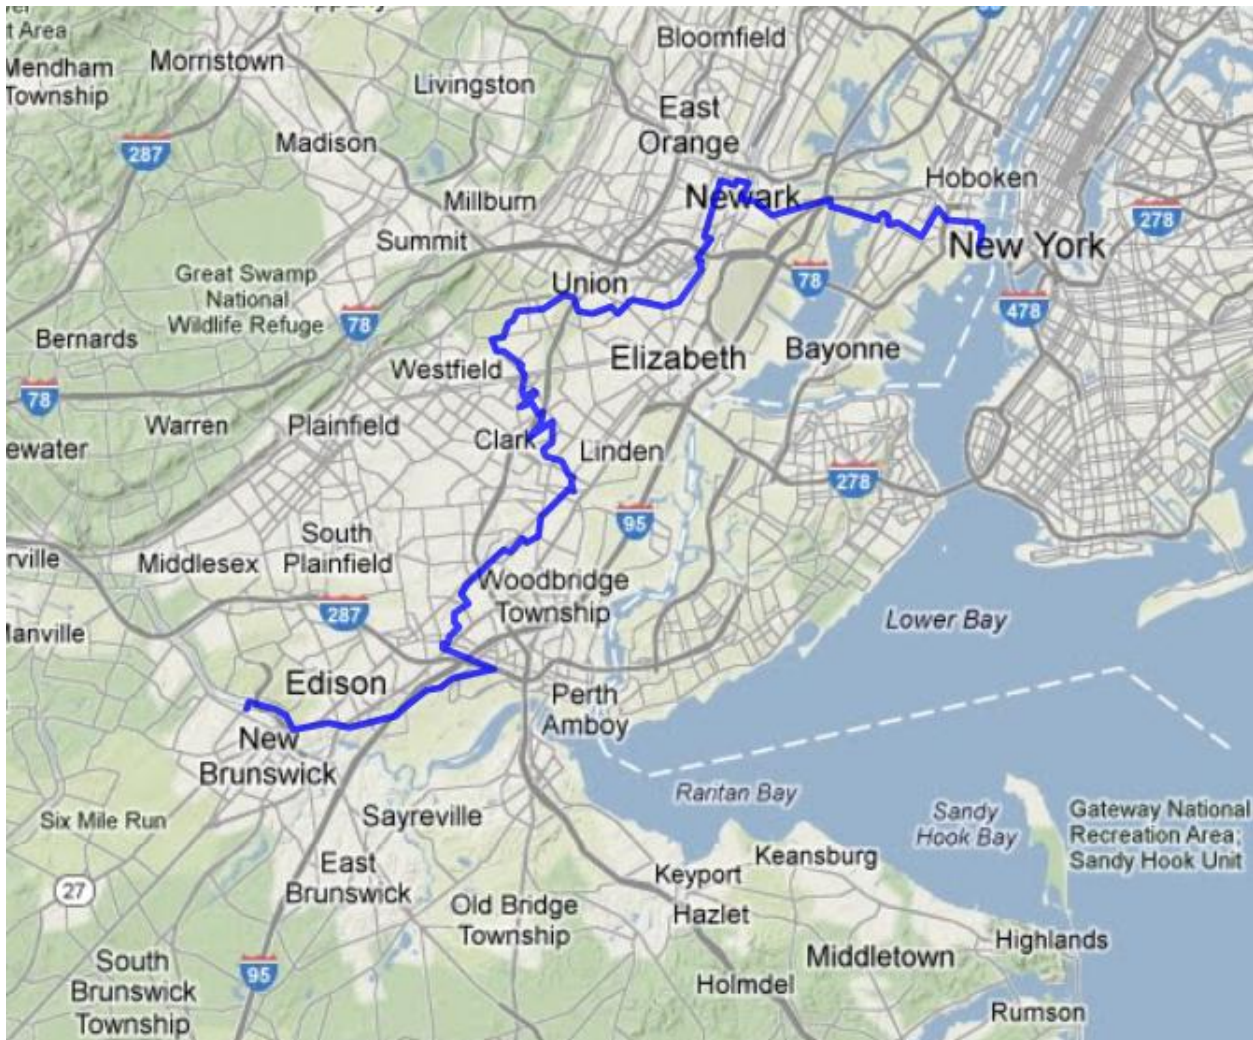 t Area
Mendham
Township
Morristown
Bloomfield
Livingston
East
Orange
287
Madison
Newark
Hoboken
Millburn
278
Summit
New York
Great Swamp
National
Wildlife Refuge
Union
78
478
78
Bernards
Westfield
Elizabeth
Bayonne
78
Warren
Plainfield
ewater
Clark
Linden
278
95
South
Plainfield
rville
Middlesex
Woodbridge
Township
287
Manville
Lower Bay
Edison
Perth
Amboy
New
Brunswick
Raritan Bay
Sandy
Hook Bay
Gateway National
Recreation Area;
Sandy Hook Unit
Six Mile Run
Sayreville
Keansburg
East
Brunswick
Keyport
27
Old Bridge
Township
Hazlet
Highlands
Middletown
South
Brunswick
Township
95
Holmdel
Rumson